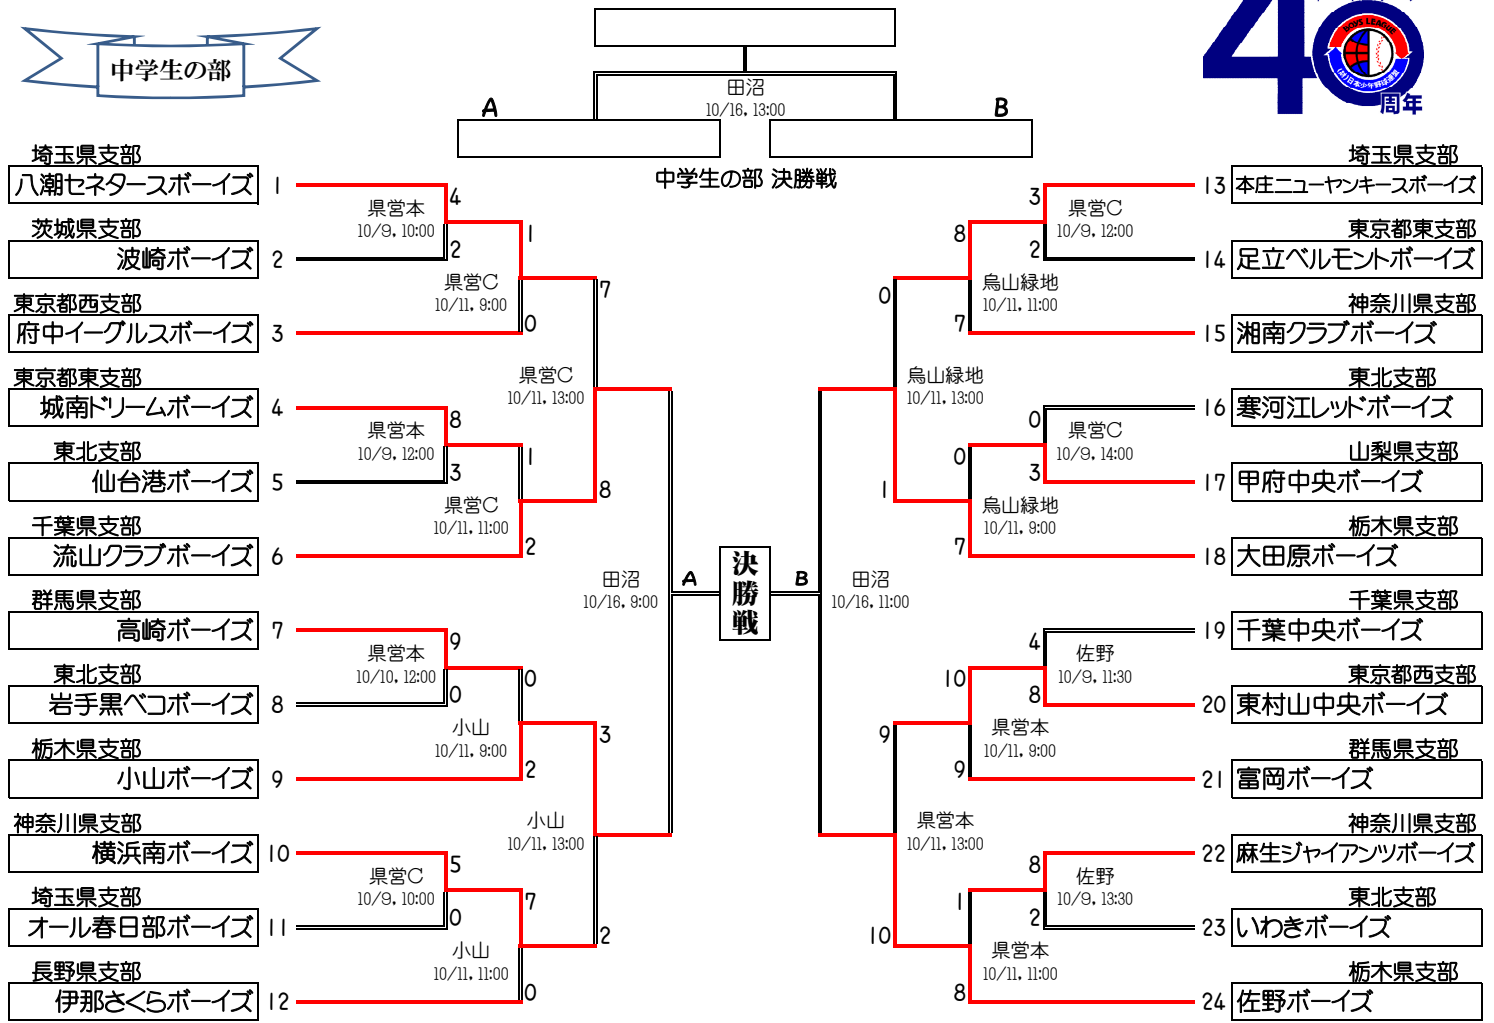 中学生の部
田沼
10/16, 13:00
A
B
中学生の部 決勝戦
40
BOYS LEAGUE
(財)日本少年野球連盟
周年
埼玉県支部
八潮セネタースボーイズ 1
茨城県支部
波崎ボーイズ 2
東京都西支部
府中イーグルスボーイズ 3
東京都東支部
城南ドリームボーイズ 4
東北支部
仙台港ボーイズ 5
千葉県支部
流山クラブボーイズ 6
群馬県支部
高崎ボーイズ 7
東北支部
岩手黒ベコボーイズ 8
栃木県支部
小山ボーイズ 9
神奈川県支部
横浜南ボーイズ 10
埼玉県支部
オール春日部ボーイズ 11
長野県支部
伊那さくらボーイズ 12
4
県営本
10/9, 10:00
2
1
県営C
10/11, 9:00
0
7
県営C
10/11, 13:00
8
県営本
10/9, 12:00
3
1
県営C
10/11, 11:00
2
8
田沼
10/16, 9:00
9
県営本
10/10, 12:00
0
0
小山
10/11, 9:00
2
3
小山
10/11, 13:00
5
県営C
10/9, 10:00
0
7
小山
10/11, 11:00
0
2
A
決勝戦
B
田沼
10/16, 11:00
3
県営C
10/9, 12:00
2
8
烏山緑地
10/11, 11:00
7
0
烏山緑地
10/11, 13:00
0
県営C
10/9, 14:00
3
0
烏山緑地
10/11, 9:00
7
1
4
佐野
10/9, 11:30
8
10
県営本
10/11, 9:00
9
9
県営本
10/11, 13:00
8
佐野
10/9, 13:30
2
1
県営本
10/11, 11:00
8
10
埼玉県支部
13 本庄ニューヤンキースボーイズ
東京都東支部
14 足立ベルモントボーイズ
神奈川県支部
15 湘南クラブボーイズ
東北支部
16 寒河江レッドボーイズ
山梨県支部
17 甲府中央ボーイズ
栃木県支部
18 大田原ボーイズ
千葉県支部
19 千葉中央ボーイズ
東京都西支部
20 東村山中央ボーイズ
群馬県支部
21 富岡ボーイズ
神奈川県支部
22 麻生ジャイアンツボーイズ
東北支部
23 いわきボーイズ
栃木県支部
24 佐野ボーイズ